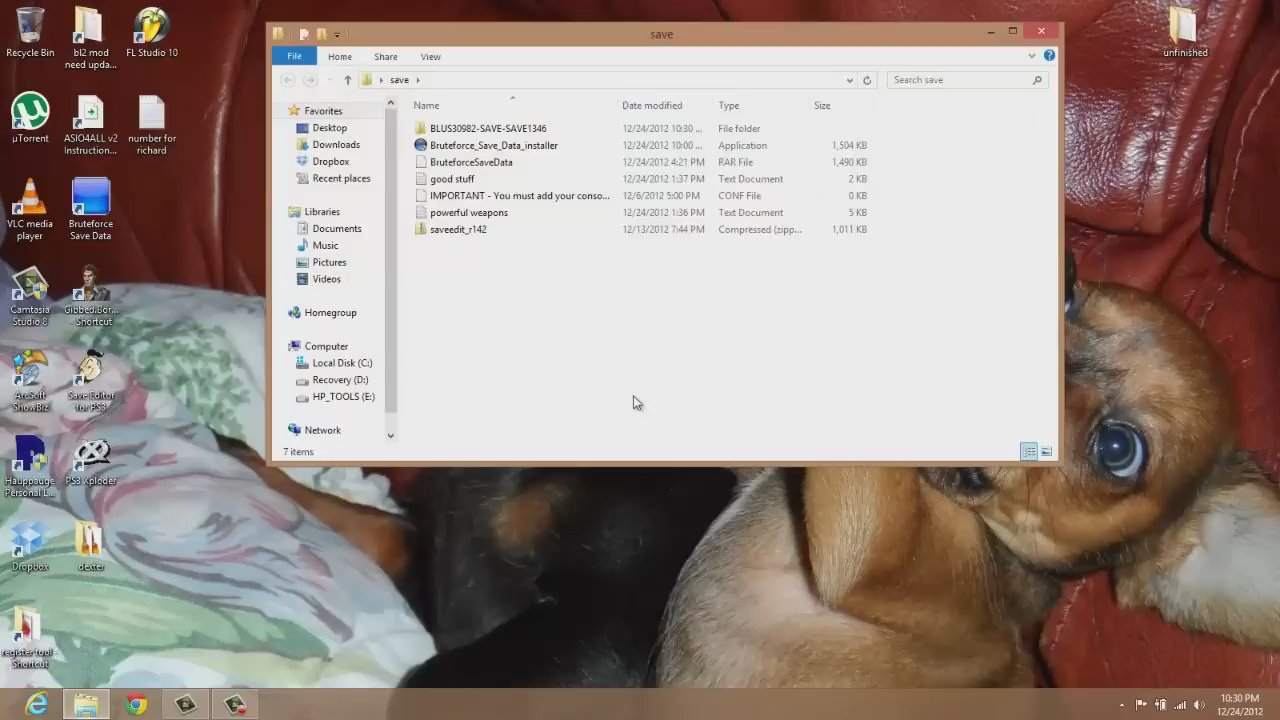 save
File
Home
Share
View
save
Search save
Name
Date modified
Type
Size
BLUS30982-SAVE-SAVE1346
12/24/2012 10:30 ...
File folder
Bruteforce_Save_Data_installer
12/24/2012 10:00 ...
Application
1,504 KB
BruteforceSaveData
12/24/2012 4:21 PM
RAR File
1,490 KB
good stuff
12/24/2012 1:37 PM
Text Document
2 KB
IMPORTANT - You must add your conso...
12/6/2012 5:00 PM
CONF File
0 KB
powerful weapons
12/24/2012 1:36 PM
Text Document
5 KB
saveedit_r142
12/13/2012 7:44 PM
Compressed (zipp...
1,011 KB
Favorites
Desktop
Downloads
Dropbox
Recent places
Libraries
Documents
Music
Pictures
Videos
Homegroup
Computer
Local Disk (C:)
Recovery (D:)
HP_TOOLS (E:)
Network
7 items
Recycle Bin
bl2 mod
need upda...
FL Studio 10
µTorrent
ASIO4ALL v2
Instruction...
number for
richard
VLC media
player
Bruteforce
Save Data
Camtasia
Studio 8
Gibbed.Bor...
- Shortcut
ArcSoft
ShowBiz
Save Editor
for PS3
Hauppauge
Personal L...
PS3 Xploder
Dropbox
dexter
register tool -
Shortcut
unfinished
10:30 PM
12/24/2012